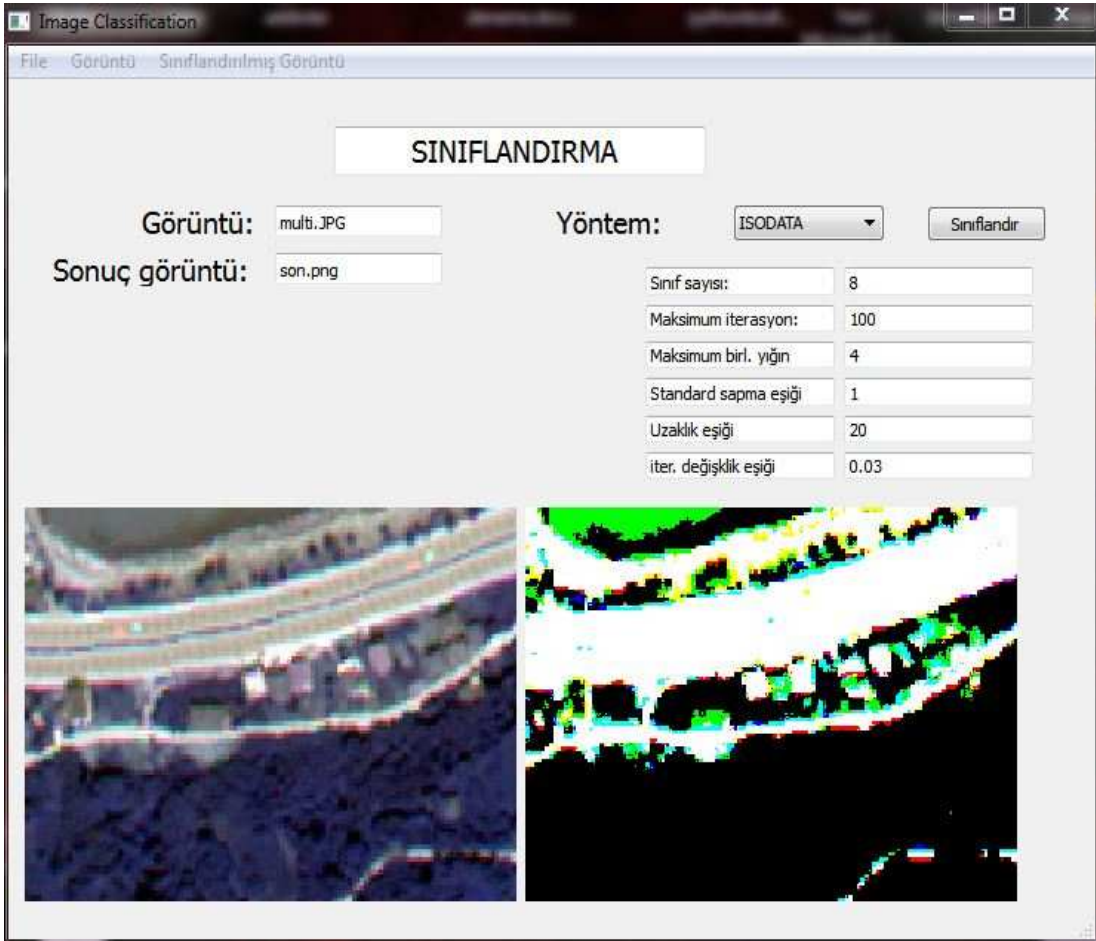 Image Classification
File Görüntü Sınıflandırılmış Görüntü
SINIFLANDIRMA
Görüntü: multi.JPG
Yöntem: ISODATA Sınıflandır
Sonuç görüntü: son.png
Sınıf sayısı: 8
Maksimum iterasyon: 100
Maksimum birl. yığın 4
Standard sapma eşiği 1
Uzaklık eşiği 20
iter. değişklik eşiği 0.03